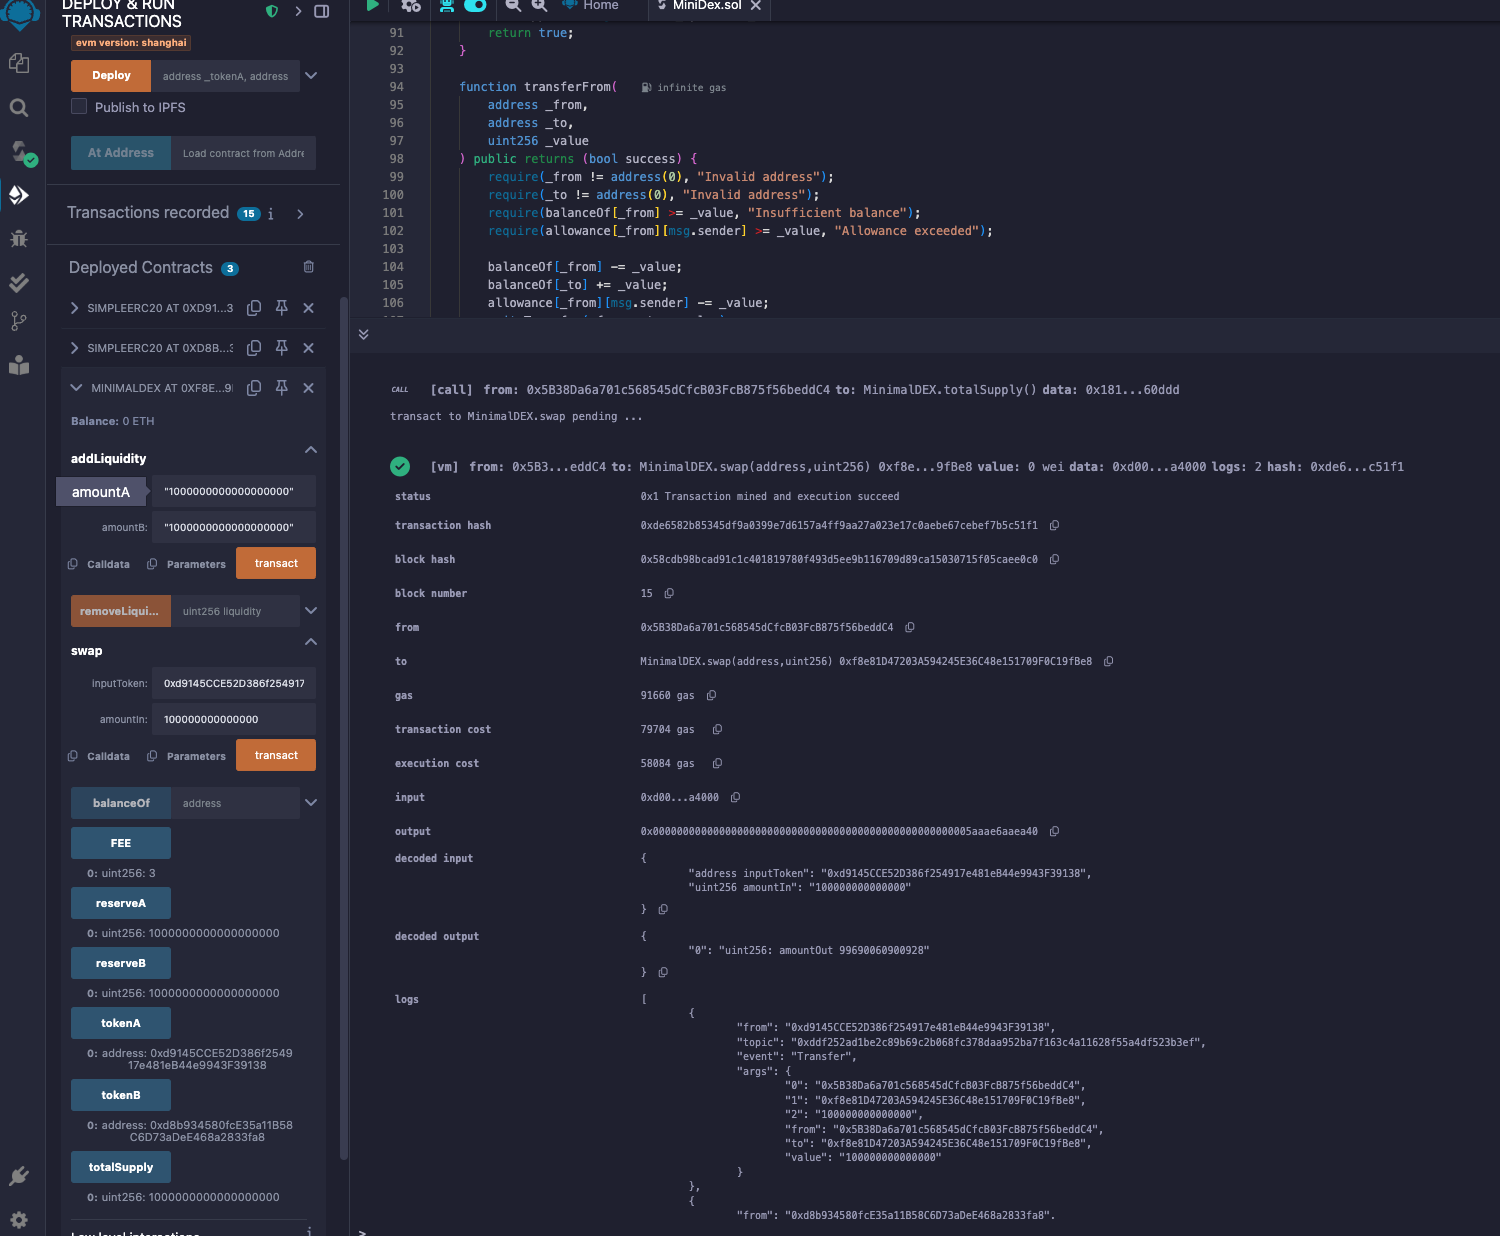 DEPLOY & RUN
TRANSACTIONS
evm version: shanghai
Deploy
address _tokenA, address
Publish to IPFS
At Address
Load contract from Addre
Transactions recorded 15 i
Deployed Contracts 3
SIMPLEERC20 AT 0XD91...3
SIMPLEERC20 AT 0XD8B...3
MINIMALDEX AT 0XF8E...9I
Balance: 0 ETH
addLiquidity
amountA
"1000000000000000000"
amountB:
"1000000000000000000"
Calldata
Parameters
transact
removeLiqui...
uint256 liquidity
swap
inputToken:
0xd9145CCE52D386f254917
amountIn:
100000000000000
Calldata
Parameters
transact
balanceOf
address
FEE
0: uint256: 3
reserveA
0: uint256: 1000000000000000000
reserveB
0: uint256: 1000000000000000000
tokenA
0: address: 0xd9145CCE52D386f2549
17e481eB44e9943F39138
tokenB
0: address: 0xd8b934580fcE35a11B58
C6D73aDeE468a2833fa8
totalSupply
0: uint256: 1000000000000000000
Low level interactions
i
Home
MiniDex.sol
91 return true;
92 }
93
94 function transferFrom( infinite gas
95 address _from,
96 address _to,
97 uint256 _value
98 ) public returns (bool success) {
99 require(_from != address(0), "Invalid address");
100 require(_to != address(0), "Invalid address");
101 require(balanceOf[_from] >= _value, "Insufficient balance");
102 require(allowance[_from][msg.sender] >= _value, "Allowance exceeded");
103
104 balanceOf[_from] -= _value;
105 balanceOf[_to] += _value;
106 allowance[_from][msg.sender] -= _value;
CALL [call] from: 0x5B38Da6a701c568545dCfcB03FcB875f56beddC4 to: MinimalDEX.totalSupply() data: 0x181...60ddd
transact to MinimalDEX.swap pending ...
[vm] from: 0x5B3...eddC4 to: MinimalDEX.swap(address,uint256) 0xf8e...9fBe8 value: 0 wei data: 0xd00...a4000 logs: 2 hash: 0xde6...c51f1
status 0x1 Transaction mined and execution succeed
transaction hash 0xde6582b85345df9a0399e7d6157a4ff9aa27a023e17c0aebe67cebef7b5c51f1
block hash 0x58cdb98bcad91c1c401819780f493d5ee9b116709d89ca15030715f05caee0c0
block number 15
from 0x5B38Da6a701c568545dCfcB03FcB875f56beddC4
to MinimalDEX.swap(address,uint256) 0xf8e81D47203A594245E36C48e151709F0C19fBe8
gas 91660 gas
transaction cost 79704 gas
execution cost 58084 gas
input 0xd00...a4000
output 0x00000000000000000000000000000000000000000000000000005aaae6aaea40
decoded input {
"address inputToken": "0xd9145CCE52D386f254917e481eB44e9943F39138",
"uint256 amountIn": "100000000000000"
}
decoded output {
"0": "uint256: amountOut 99690060900928"
}
logs [
{
"from": "0xd9145CCE52D386f254917e481eB44e9943F39138",
"topic": "0xddf252ad1be2c89b69c2b068fc378daa952ba7f163c4a11628f55a4df523b3ef",
"event": "Transfer",
"args": {
"0": "0x5B38Da6a701c568545dCfcB03FcB875f56beddC4",
"1": "0xf8e81D47203A594245E36C48e151709F0C19fBe8",
"2": "100000000000000",
"from": "0x5B38Da6a701c568545dCfcB03FcB875f56beddC4",
"to": "0xf8e81D47203A594245E36C48e151709F0C19fBe8",
"value": "100000000000000"
}
},
{
"from": "0xd8b934580fcE35a11B58C6D73aDeE468a2833fa8".
>